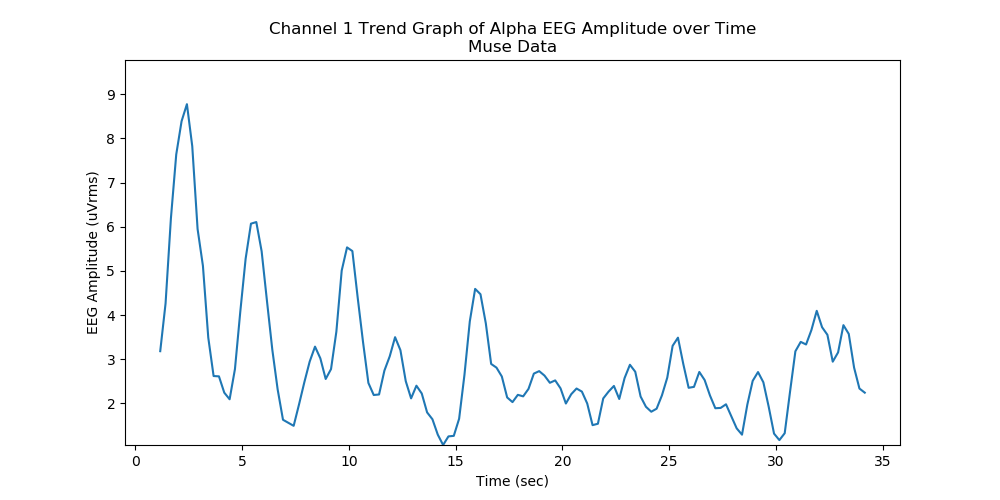 Channel 1 Trend Graph of Alpha EEG Amplitude over Time
Muse Data
EEG Amplitude (uVrms)
9
8
7
6
5
4
3
2
0 5 10 15 20 25 30 35
Time (sec)